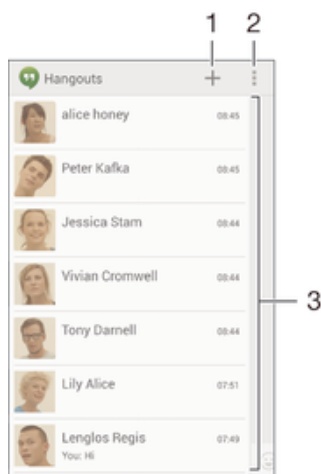 1 2
Hangouts
alice honey 08:45
Peter Kafka 08:45
Jessica Stam 08:44
Vivian Cromwell 08:44
Tony Darnell 08:44
Lily Alice 07:51
3
Lenglos Regis 07:49
You: Hi